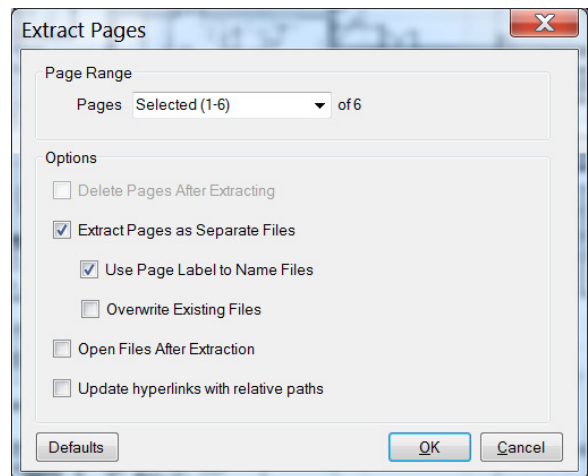 Extract Pages
Page Range
Pages Selected (1-6) of 6
Options
Delete Pages After Extracting
Extract Pages as Separate Files
Use Page Label to Name Files
Overwrite Existing Files
Open Files After Extraction
Update hyperlinks with relative paths
Defaults OK Cancel